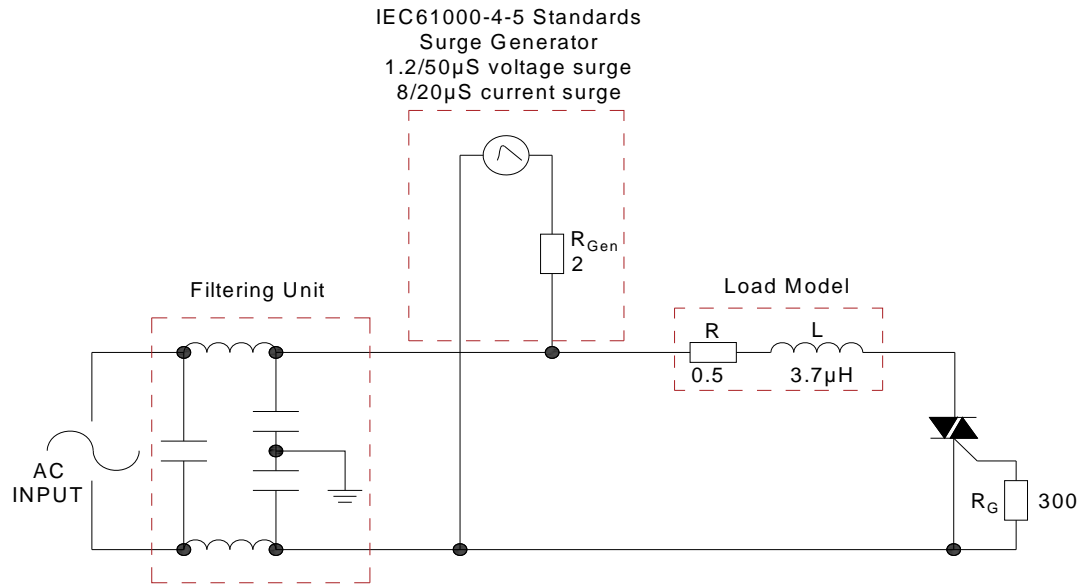 IEC61000-4-5 Standards
Surge Generator
1.2/50µS voltage surge
8/20µS current surge
RGen
2
Filtering Unit
Load Model
R
L
0.5
3.7µH
AC
INPUT
RG
300